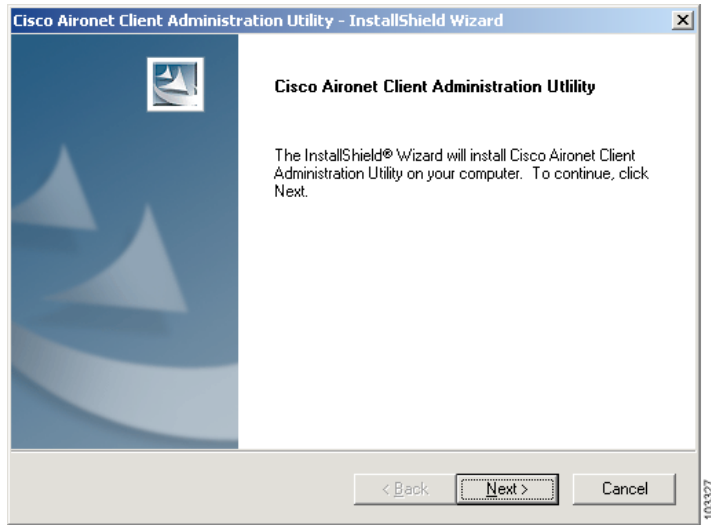 Cisco Aironet Client Administration Utility - InstallShield Wizard
Cisco Aironet Client Administration Utlility
The InstallShield® Wizard will install Cisco Aironet Client
Administration Utility on your computer. To continue, click
Next.
< Back
Next >
Cancel
103327